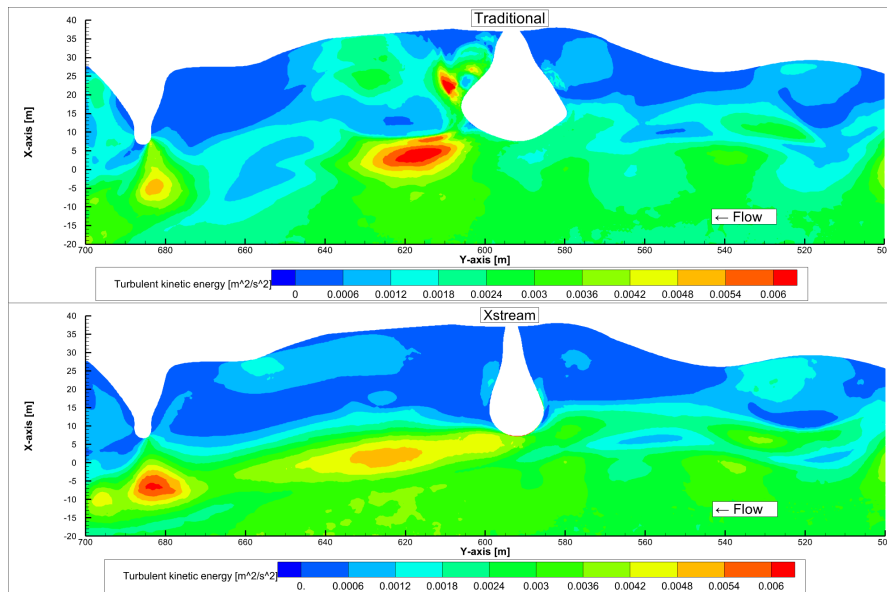 Traditional
40
35
30
25
20
15
10
5
0
-5
-10
-15
-20
X-axis [m]
← Flow
700 680 660 640 620 600 580 560 540 520 50
Y-axis [m]
Turbulent kinetic energy [m^2/s^2]
0 0.0006 0.0012 0.0018 0.0024 0.003 0.0036 0.0042 0.0048 0.0054 0.006
Xstream
40
35
30
25
20
15
10
5
0
-5
-10
-15
-20
X-axis [m]
← Flow
700 680 660 640 620 600 580 560 540 520 50
Y-axis [m]
Turbulent kinetic energy [m^2/s^2]
0. 0.0006 0.0012 0.0018 0.0024 0.003 0.0036 0.0042 0.0048 0.0054 0.006